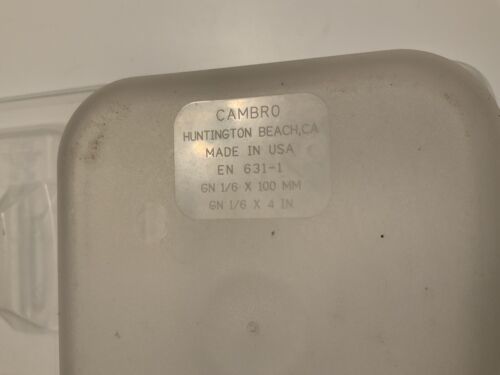 CAMBRO
HUNTINGTON BEACH,CA
MADE IN USA
EN 631-1
GN 1/6 X 100 MM
GN 1/6 X 4 IN